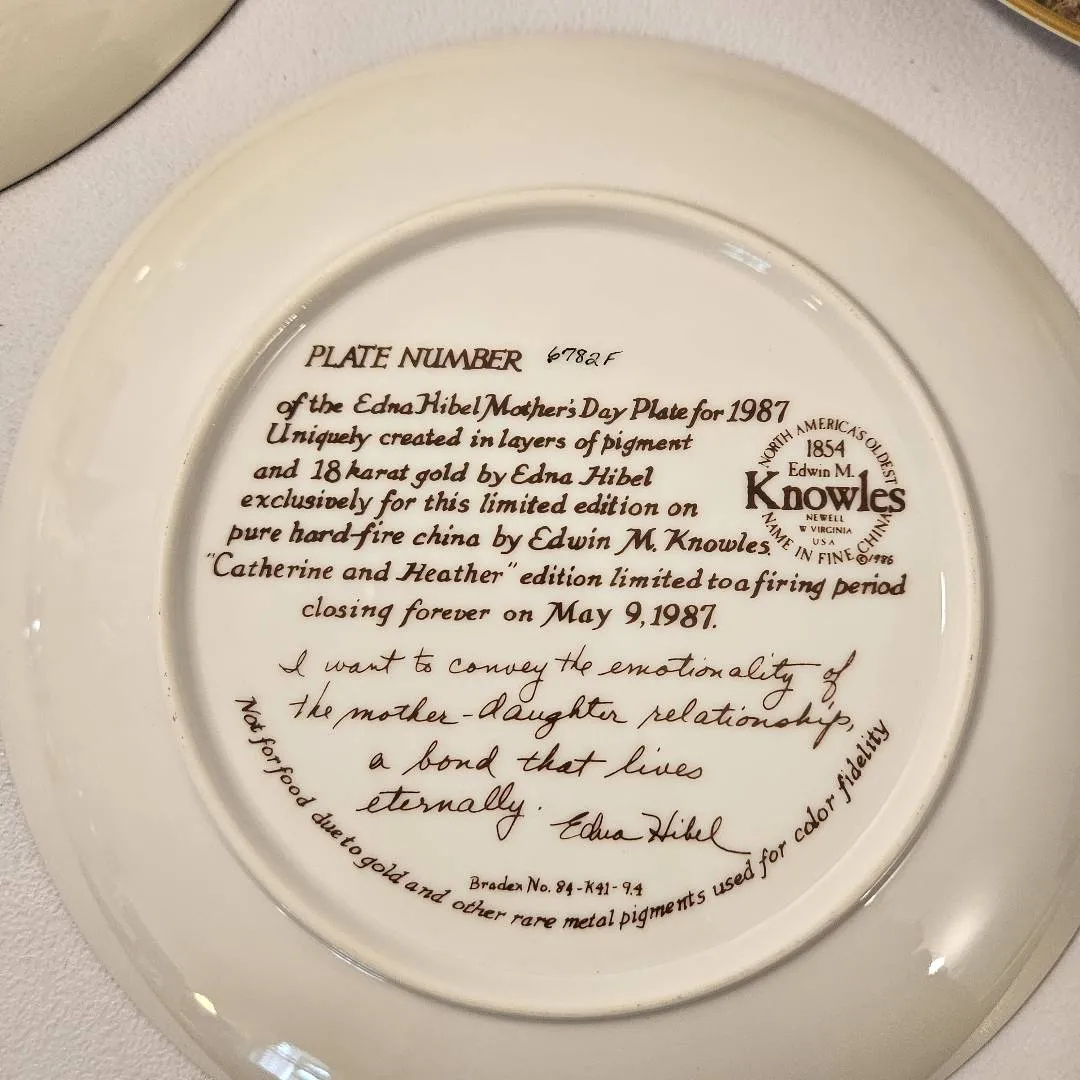 PLATE NUMBER 6782F
of the Edna Hibel Mother's Day Plate for 1987
Uniquely created in layers of pigment
and 18 karat gold by Edna Hibel
exclusively for this limited edition on
pure hard-fire china by Edwin M. Knowles.
"Catherine and Heather" edition limited to a firing period
closing forever on May 9, 1987.
NORTH AMERICA'S OLDEST
1854
Edwin M.
Knowles
NEWELL
W VIRGINIA
USA
NAME IN FINE CHINA
©1986
I want to convey the emotionality of
the mother-daughter relationship,
a bond that lives
eternally.
Edna Hibel
Bradex No. 84-K41-9.4
Not for food due to gold and other rare metal pigments used for color fidelity